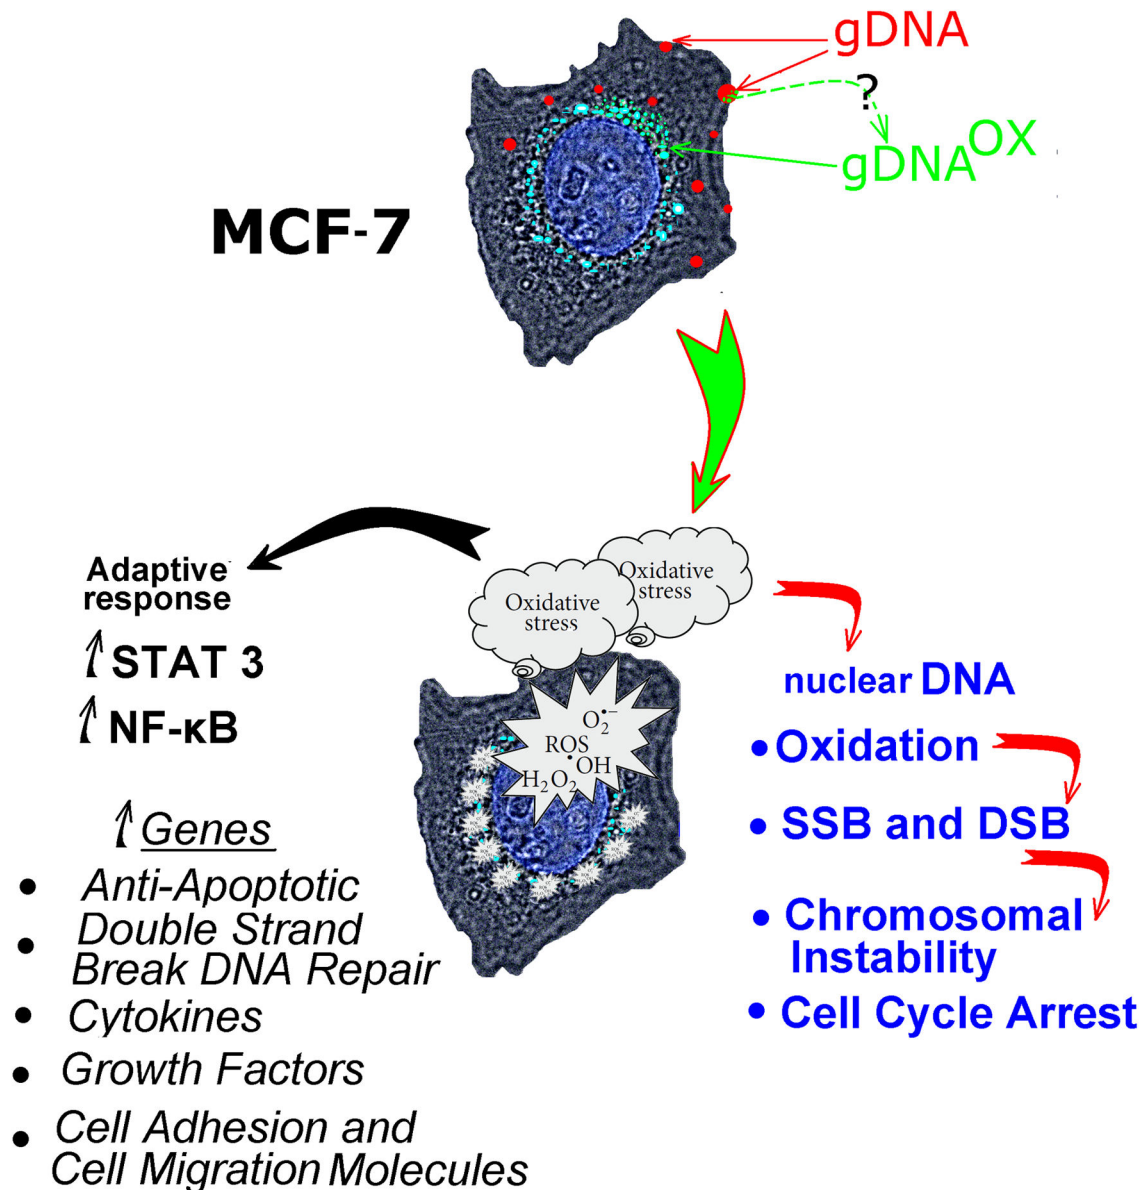 gDNA
?
gDNA^OX
MCF-7
Oxidative
stress
Oxidative
stress
Adaptive
response
STAT 3
NF-κB
Genes
• Anti-Apoptotic
• Double Strand
Break DNA Repair
• Cytokines
• Growth Factors
• Cell Adhesion and
Cell Migration Molecules
O₂•−
ROS
•OH
H₂O₂
nuclear DNA
• Oxidation
• SSB and DSB
• Chromosomal
Instability
• Cell Cycle Arrest